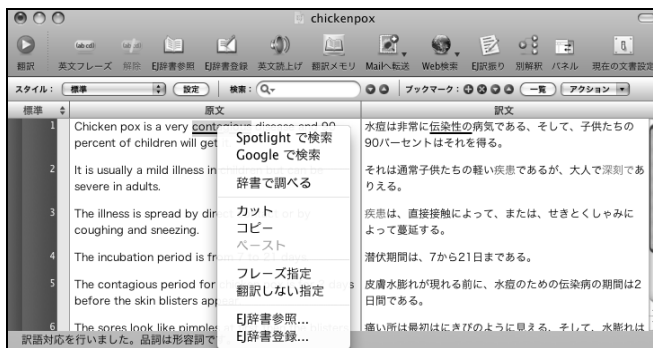 chickenpox
翻訳 英文フレーズ 解除 EJ辞書参照 EJ辞書登録 英文読上げ 翻訳メモリ Mailへ転送 Web検索 EJ訳振り 別解釈 パネル 現在の文書設定
スタイル： 標準 設定 検索： Q ブックマーク： 一覧 アクション
標準 原文 訳文
1 Chicken pox is a very contagious disease and 90
percent of children will get
水痘は非常に伝染性の病気である、そして、子供たちの
90パーセントはそれを得る。
2 It is usually a mild illness in
severe in adults.
それは通常子供たちの軽い疾患であるが、大人で深刻であ
りえる。
3 The illness is spread by direct
coughing and sneezing.
疾患は、直接接触によって、または、せきとくしゃみに
よって蔓延する。
4 The incubation period is from 7 to 21 days.
潜伏期間は、7から21日まである。
5 The contagious period for
before the skin blisters app
皮膚水膨れが現れる前に、水痘のための伝染病の期間は2
日間である。
6 The sores look like pimples
痛い所は最初はにきびのように見える、そして、水膨れは
Spotlight で検索
Google で検索
辞書で調べる
カット
コピー
ペースト
フレーズ指定
翻訳しない指定
EJ辞書参照...
EJ辞書登録...
訳語対応を行いました。品詞は形容詞で